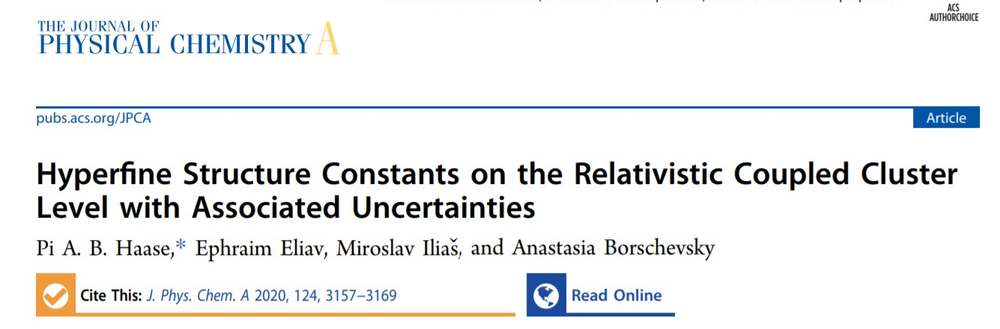 ACS
AUTHORCHOICE
THE JOURNAL OF
PHYSICAL CHEMISTRY A
pubs.acs.org/JPCA
Article
Hyperfine Structure Constants on the Relativistic Coupled Cluster
Level with Associated Uncertainties
Pi A. B. Haase,* Ephraim Eliav, Miroslav Iliaš, and Anastasia Borschevsky
Cite This: J. Phys. Chem. A 2020, 124, 3157−3169
Read Online